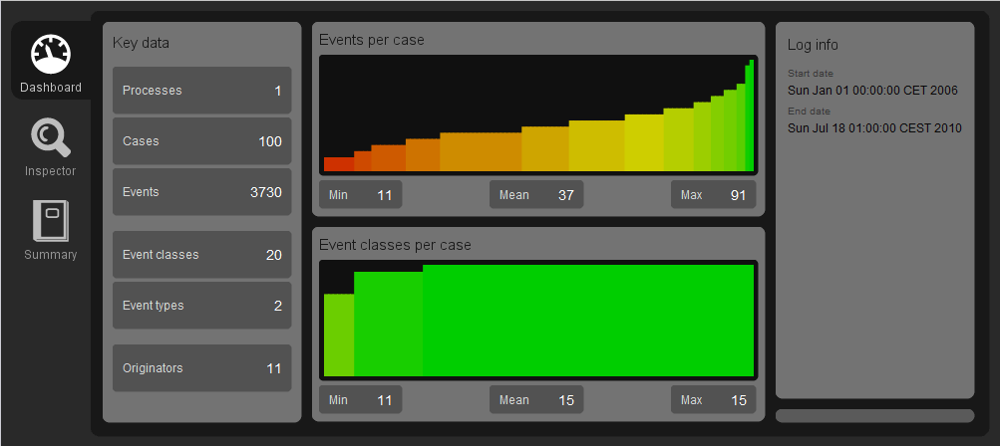 Dashboard
Inspector
Summary
Key data
Processes 1
Cases 100
Events 3730
Event classes 20
Event types 2
Originators 11
Events per case
Min 11 Mean 37 Max 91
Event classes per case
Min 11 Mean 15 Max 15
Log info
Start date
Sun Jan 01 00:00:00 CET 2006
End date
Sun Jul 18 01:00:00 CEST 2010